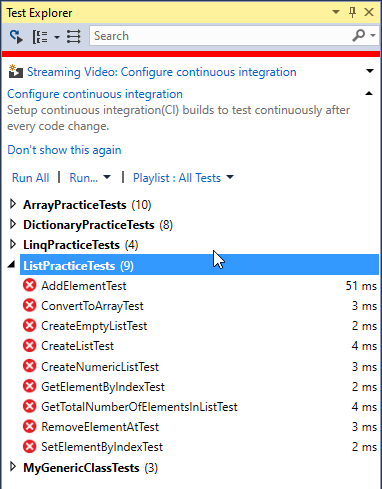 Test Explorer
Search
Streaming Video: Configure continuous integration
Configure continuous integration
Setup continuous integration(CI) builds to test continuously after
every code change.
Don't show this again
Run All | Run... | Playlist : All Tests
ArrayPracticeTests (10)
DictionaryPracticeTests (8)
LinqPracticeTests (4)
ListPracticeTests (9)
AddElementTest 51 ms
ConvertToArrayTest 3 ms
CreateEmptyListTest 2 ms
CreateListTest 4 ms
CreateNumericListTest 3 ms
GetElementByIndexTest 2 ms
GetTotalNumberOfElementsInListTest 4 ms
RemoveElementAtTest 3 ms
SetElementByIndexTest 2 ms
MyGenericClassTests (3)